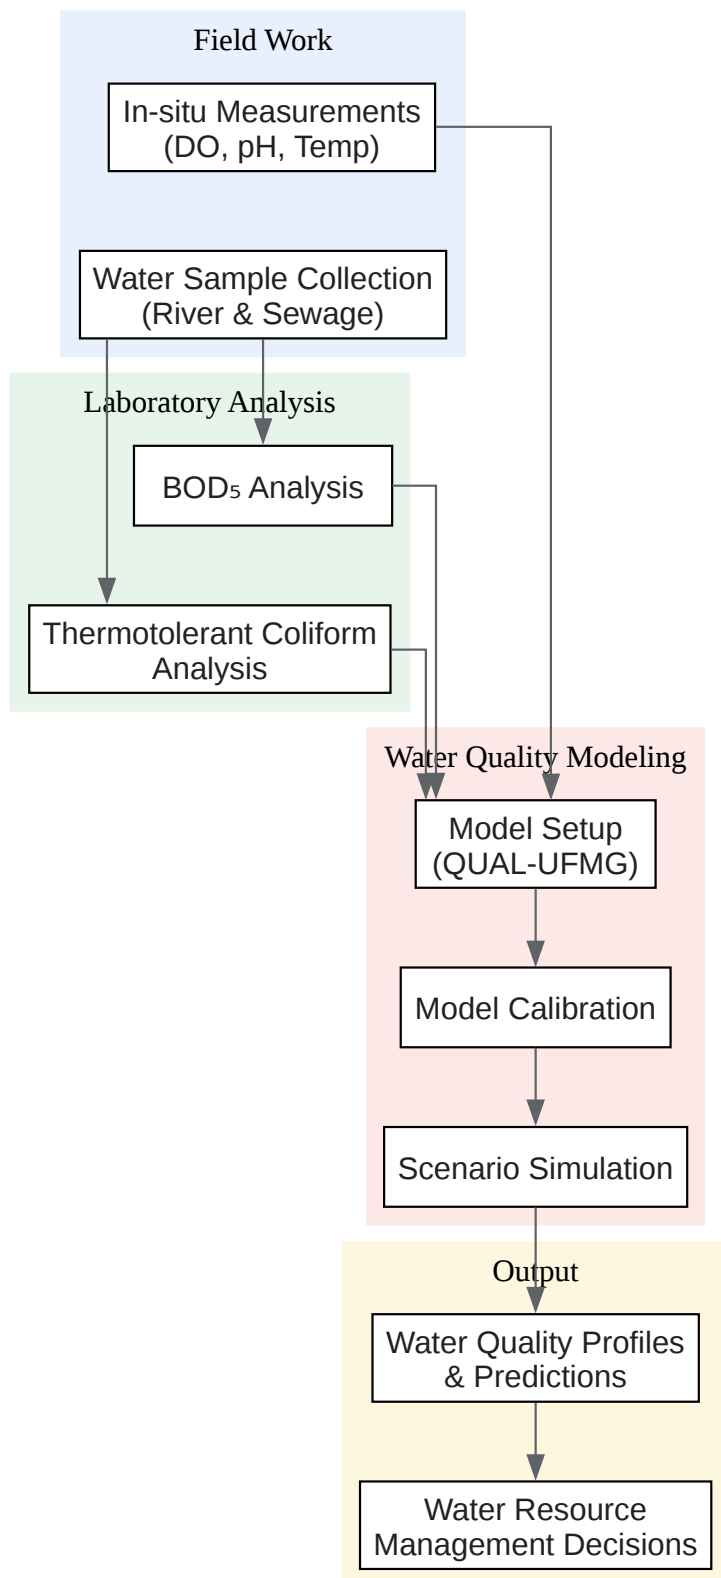 Field Work
In-situ Measurements
(DO, pH, Temp)
Water Sample Collection
(River & Sewage)
Laboratory Analysis
BOD₅ Analysis
Thermotolerant Coliform
Analysis
Water Quality Modeling
Model Setup
(QUAL-UFMG)
Model Calibration
Scenario Simulation
Output
Water Quality Profiles
& Predictions
Water Resource
Management Decisions